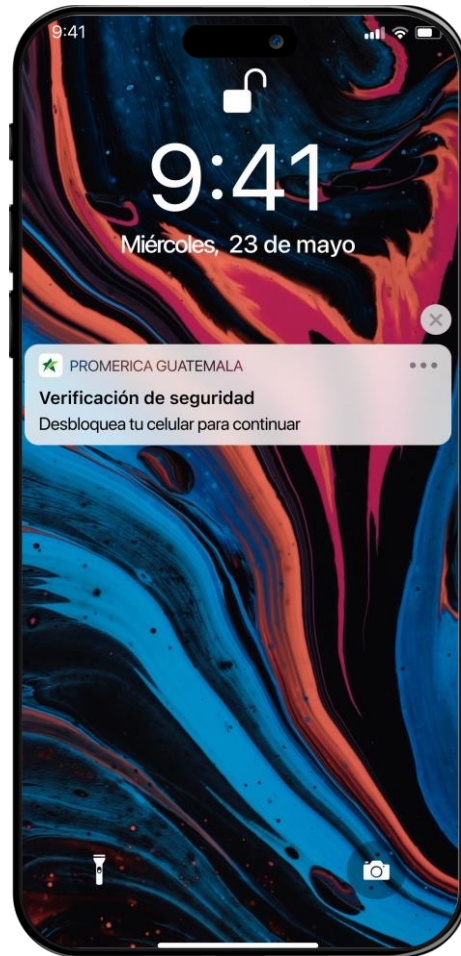 9:41
9:41
Miércoles, 23 de mayo
PROMERICA GUATEMALA
Verificación de seguridad
Desbloquea tu celular para continuar